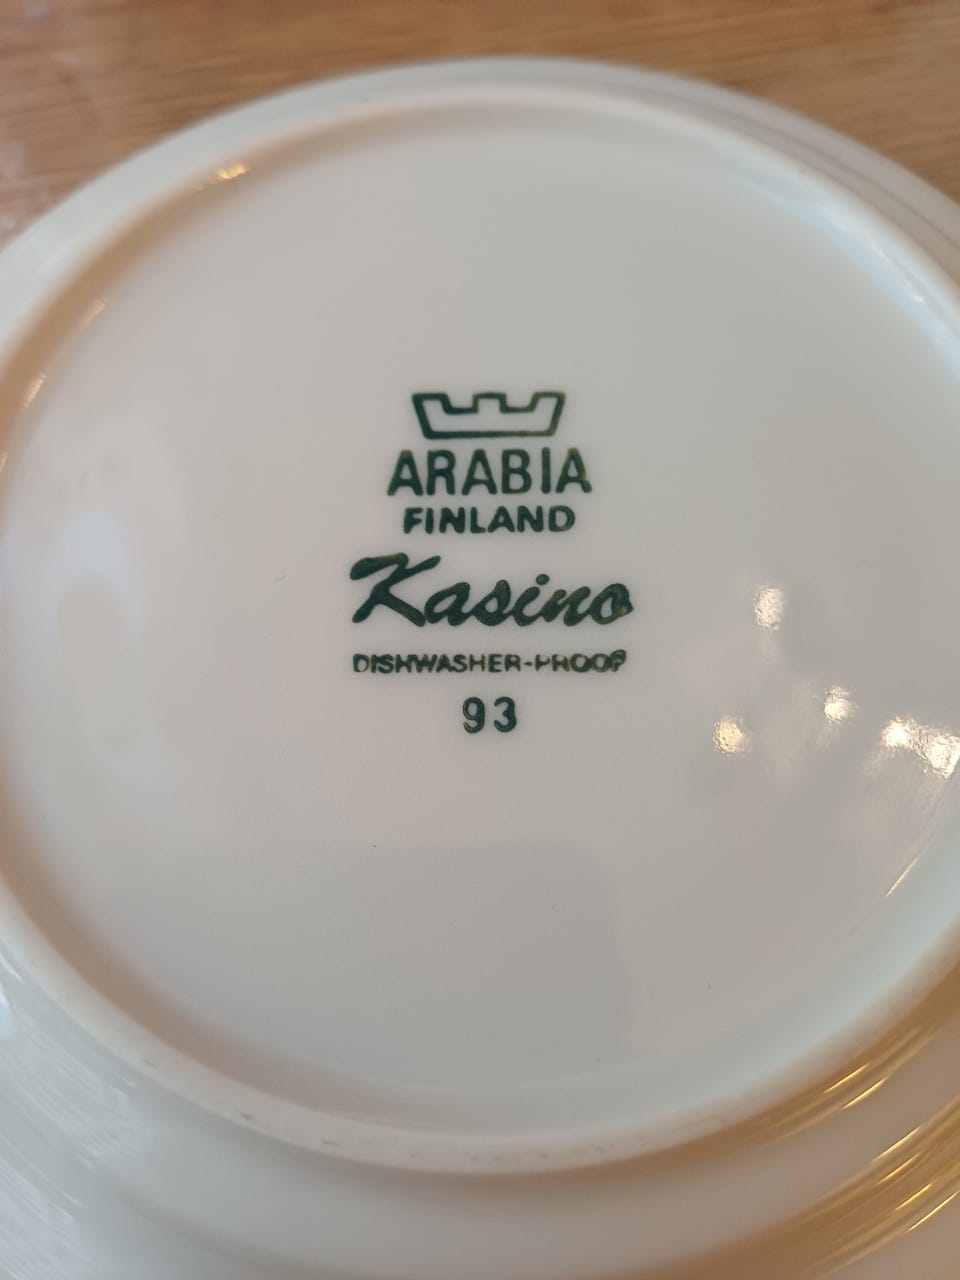 ARABIA
FINLAND
Kasino
DISHWASHER-PROOF
93